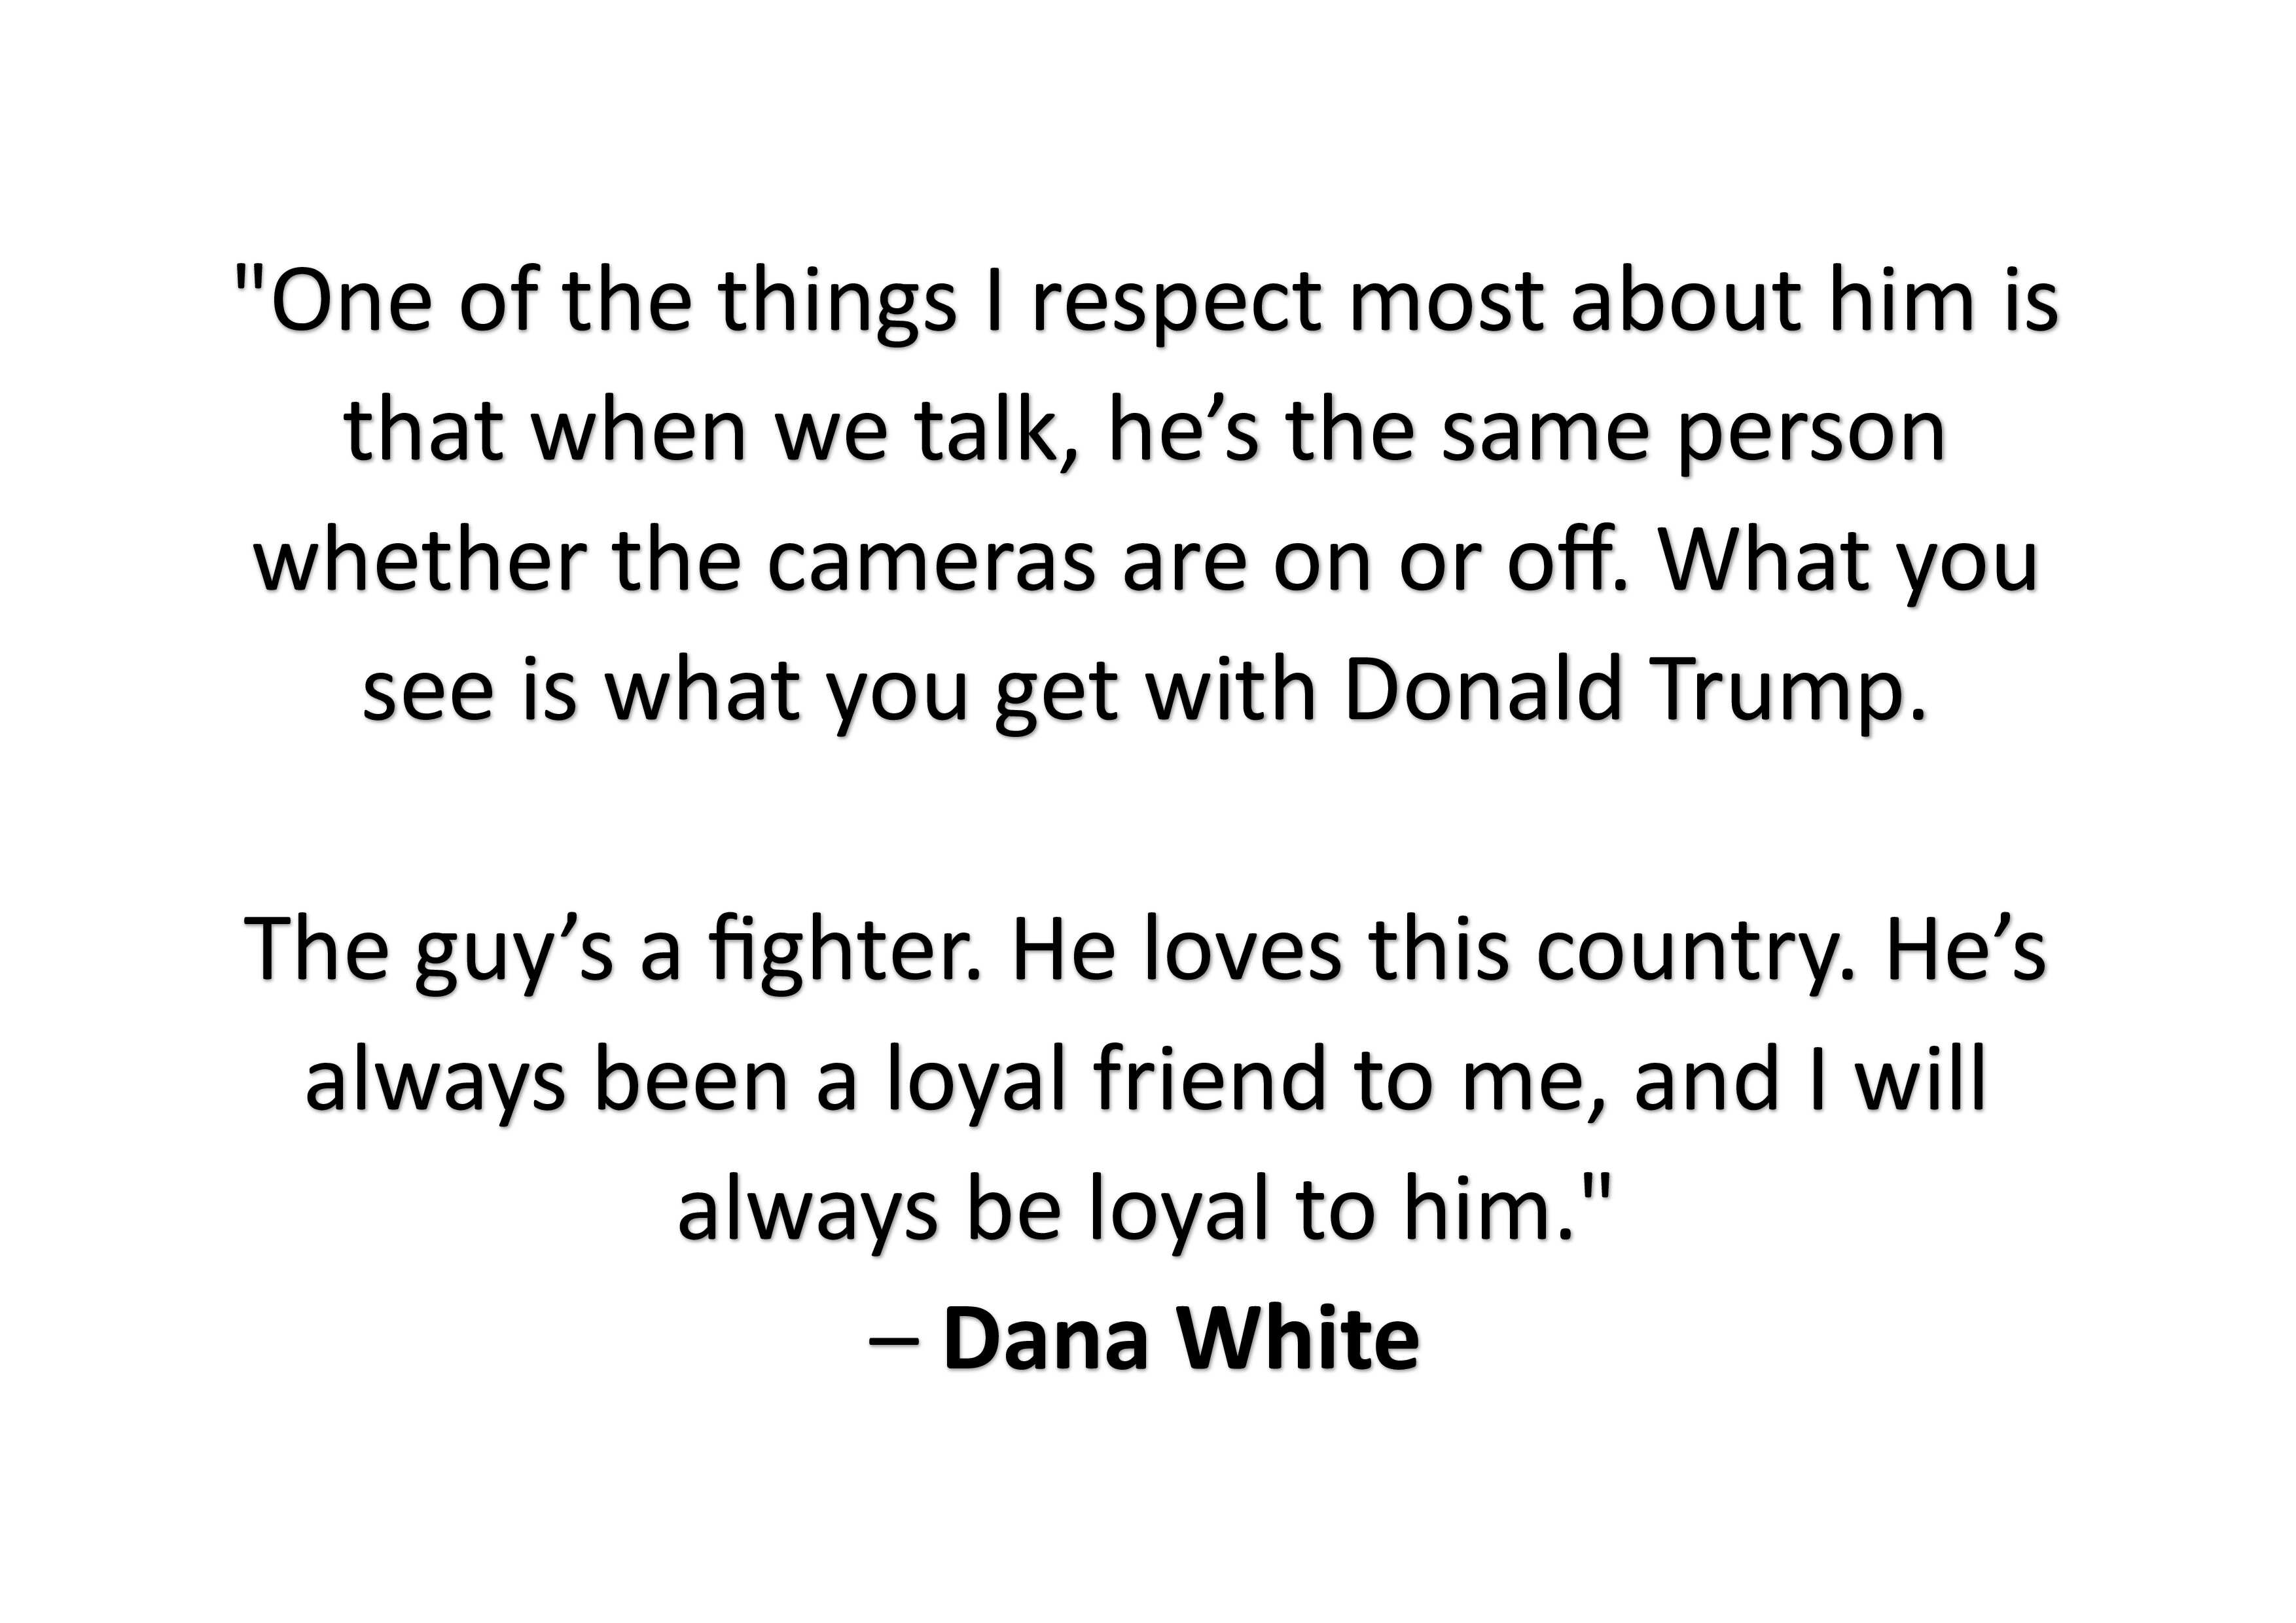 "One of the things I respect most about him is
that when we talk, he’s the same person
whether the cameras are on or off. What you
see is what you get with Donald Trump.
The guy’s a fighter. He loves this country. He’s
always been a loyal friend to me, and I will
always be loyal to him."
– Dana White